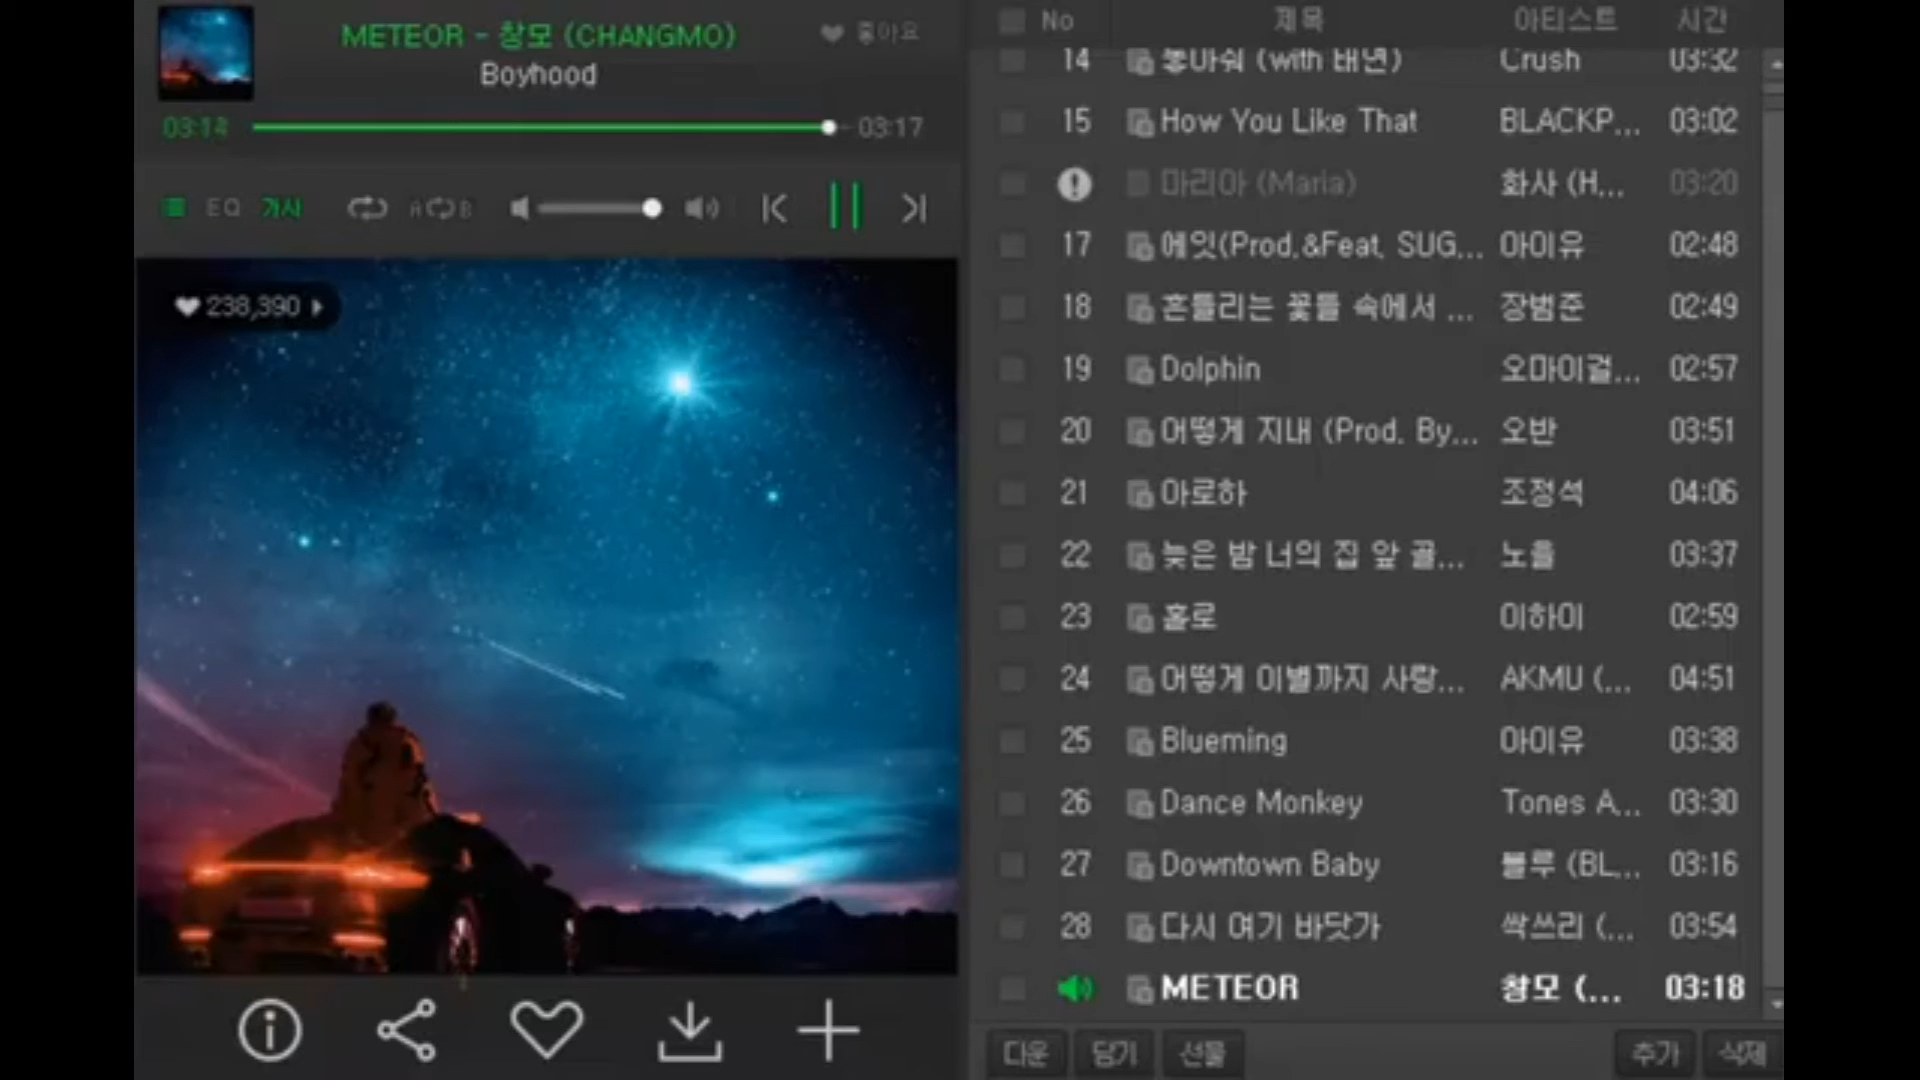 METEOR - 창모 (CHANGMO)
좋아요
Boyhood
03:14
03:17
EQ 가사
A B
238,390
No 제목 아티스트 시간
14 놓아줘 (with 태연) Crush 03:32
15 How You Like That BLACKP... 03:02
마리아 (Maria) 화사 (H... 03:20
17 에잇(Prod.&Feat. SUG... 아이유 02:48
18 흔들리는 꽃들 속에서 ... 장범준 02:49
19 Dolphin 오마이걸... 02:57
20 어떻게 지내 (Prod. By... 오반 03:51
21 아로하 조정석 04:06
22 늦은 밤 너의 집 앞 골... 노을 03:37
23 홀로 이하이 02:59
24 어떻게 이별까지 사랑... AKMU (... 04:51
25 Blueming 아이유 03:38
26 Dance Monkey Tones A... 03:30
27 Downtown Baby 블루 (BL... 03:16
28 다시 여기 바닷가 싹쓰리 (... 03:54
METEOR 창모 (... 03:18
다운 담기 선물 추가 삭제